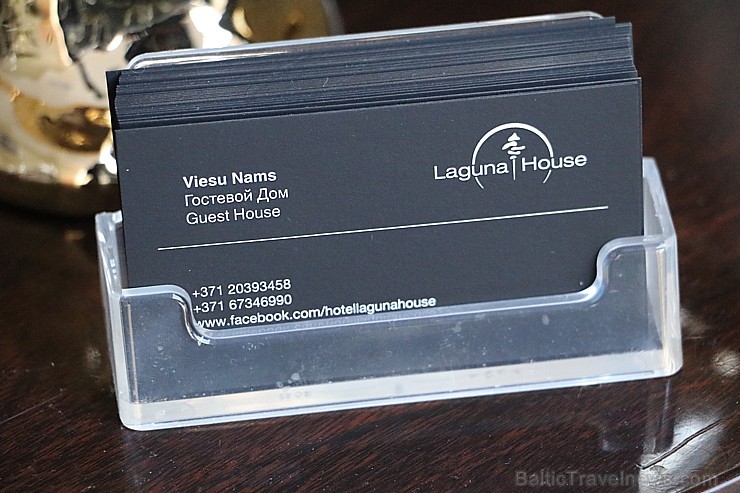 Laguna House
Viesu Nams
Гостевой Дом
Guest House
+371 20393458
+371 67346990
www.facebook.com/hotellagunahouse
BalticTravelnews.com